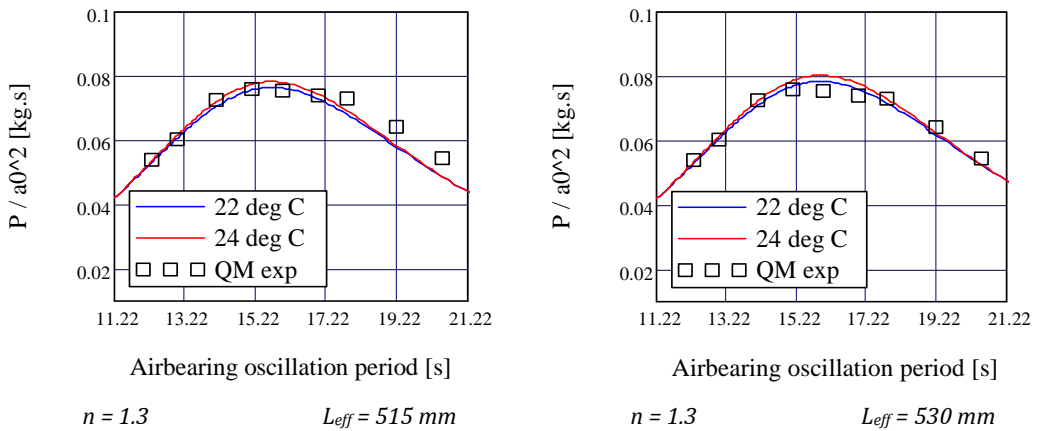 0.1
0.08
0.06
0.04
0.02
P / a0^2 [kg.s]
22 deg C
24 deg C
QM exp
11.22 13.22 15.22 17.22 19.22 21.22
Airbearing oscillation period [s]
n = 1.3 Leff = 515 mm
0.1
0.08
0.06
0.04
0.02
P / a0^2 [kg.s]
22 deg C
24 deg C
QM exp
11.22 13.22 15.22 17.22 19.22 21.22
Airbearing oscillation period [s]
n = 1.3 Leff = 530 mm